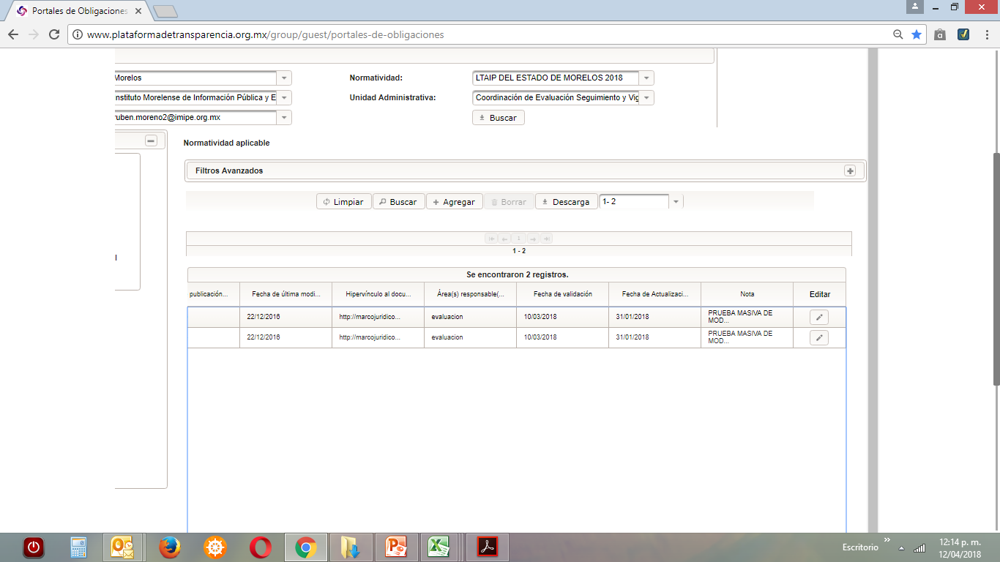 Portales de Obligaciones
www.plataformadetransparencia.org.mx/group/guest/portales-de-obligaciones
Morelos
Normatividad:
LTAIP DEL ESTADO DE MORELOS 2018
nstituto Morelense de Información Pública y E
Unidad Administrativa:
Coordinación de Evaluación Seguimiento y Vig
ruben.moreno2@imipe.org.mx
Buscar
Normatividad aplicable
Filtros Avanzados
Limpiar Buscar Agregar Borrar Descarga 1- 2
1
1 - 2
Se encontraron 2 registros.
publicación... Fecha de última modi... Hipervínculo al docu... Área(s) responsable(... Fecha de validación Fecha de Actualizaci... Nota Editar
22/12/2016 http://marcojuridico... evaluacion 10/03/2018 31/01/2018 PRUEBA MASIVA DE MOD...
22/12/2016 http://marcojuridico... evaluacion 10/03/2018 31/01/2018 PRUEBA MASIVA DE MOD...
Escritorio
12:14 p. m.
12/04/2018